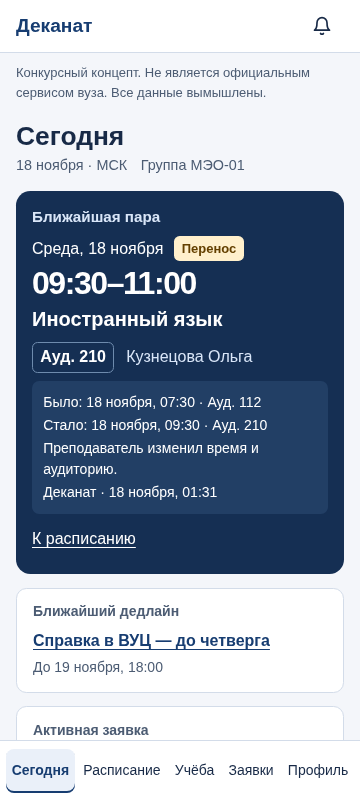 Деканат
Конкурсный концепт. Не является официальным
сервисом вуза. Все данные вымышлены.
Сегодня
18 ноября · МСК Группа МЭО-01
Ближайшая пара
Среда, 18 ноября Перенос
09:30–11:00
Иностранный язык
Ауд. 210 Кузнецова Ольга
Было: 18 ноября, 07:30 · Ауд. 112
Стало: 18 ноября, 09:30 · Ауд. 210
Преподаватель изменил время и
аудиторию.
Деканат · 18 ноября, 01:31
К расписанию
Ближайший дедлайн
Справка в ВУЦ — до четверга
До 19 ноября, 18:00
Активная заявка
Сегодня Расписание Учёба Заявки Профиль